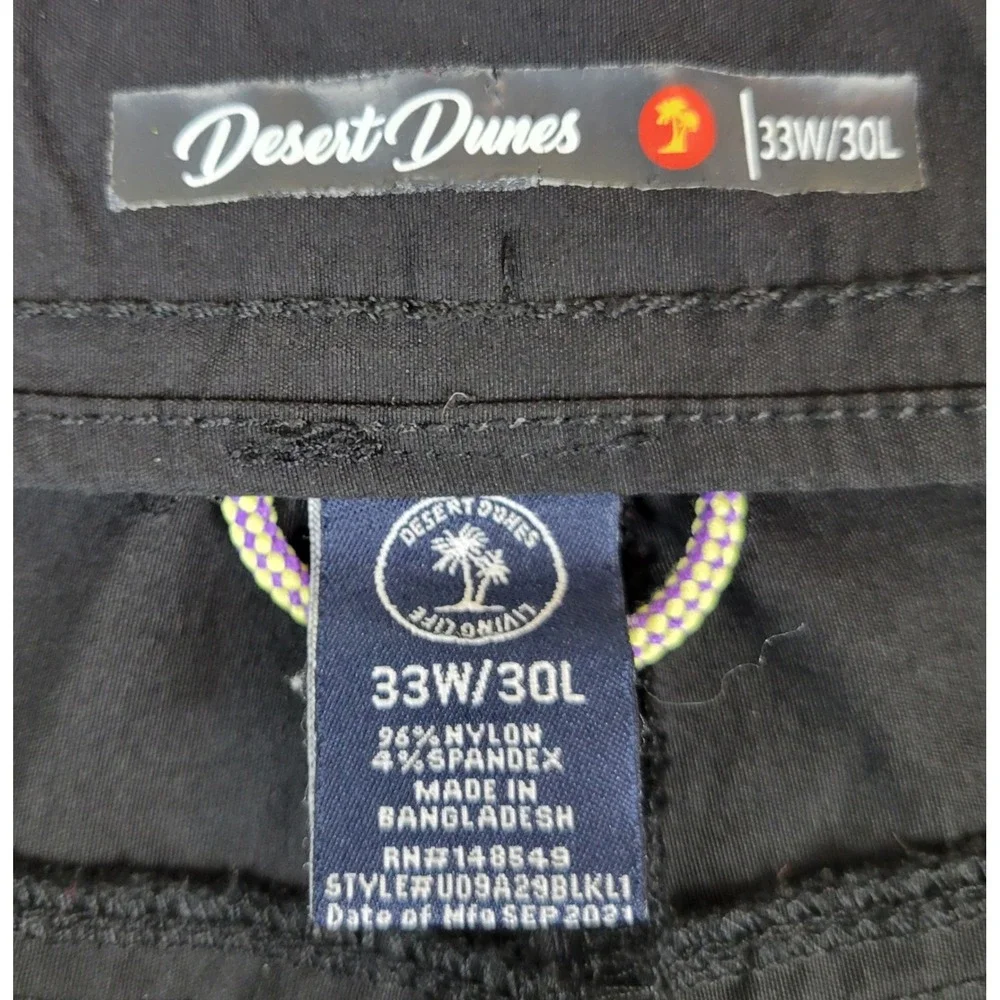 Desert Dunes 33W/30L
DESERT DUNES
LIVING LIFE
33W/30L
96% NYLON
4% SPANDEX
MADE IN
BANGLADESH
RN#148549
STYLE#U09A29BLKL1
Date of Mfg SEP 2021